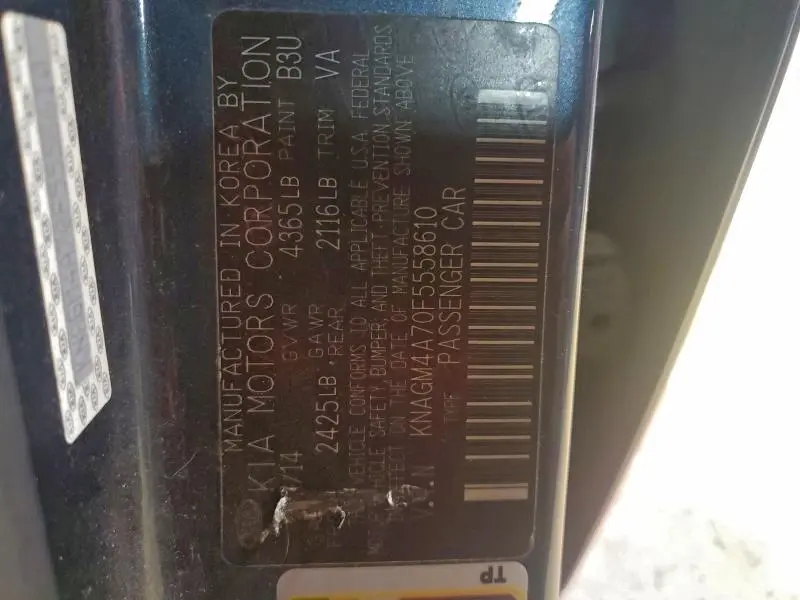 MANUFACTURED IN KOREA BY
KIA MOTORS CORPORATION
/14 GVWR 4365LB PAINT B3U
2425LB GAWR REAR 2116LB TRIM VA
VEHICLE CONFORMS TO ALL APPLICABLE U.S.A. FEDERAL
VEHICLE SAFETY, BUMPER, AND THEFT PREVENTION STANDARDS
EFFECT ON THE DATE OF MANUFACTURE SHOWN ABOVE
V.I.N KNAGM4A70F5558610
TYPE PASSENGER CAR
TP